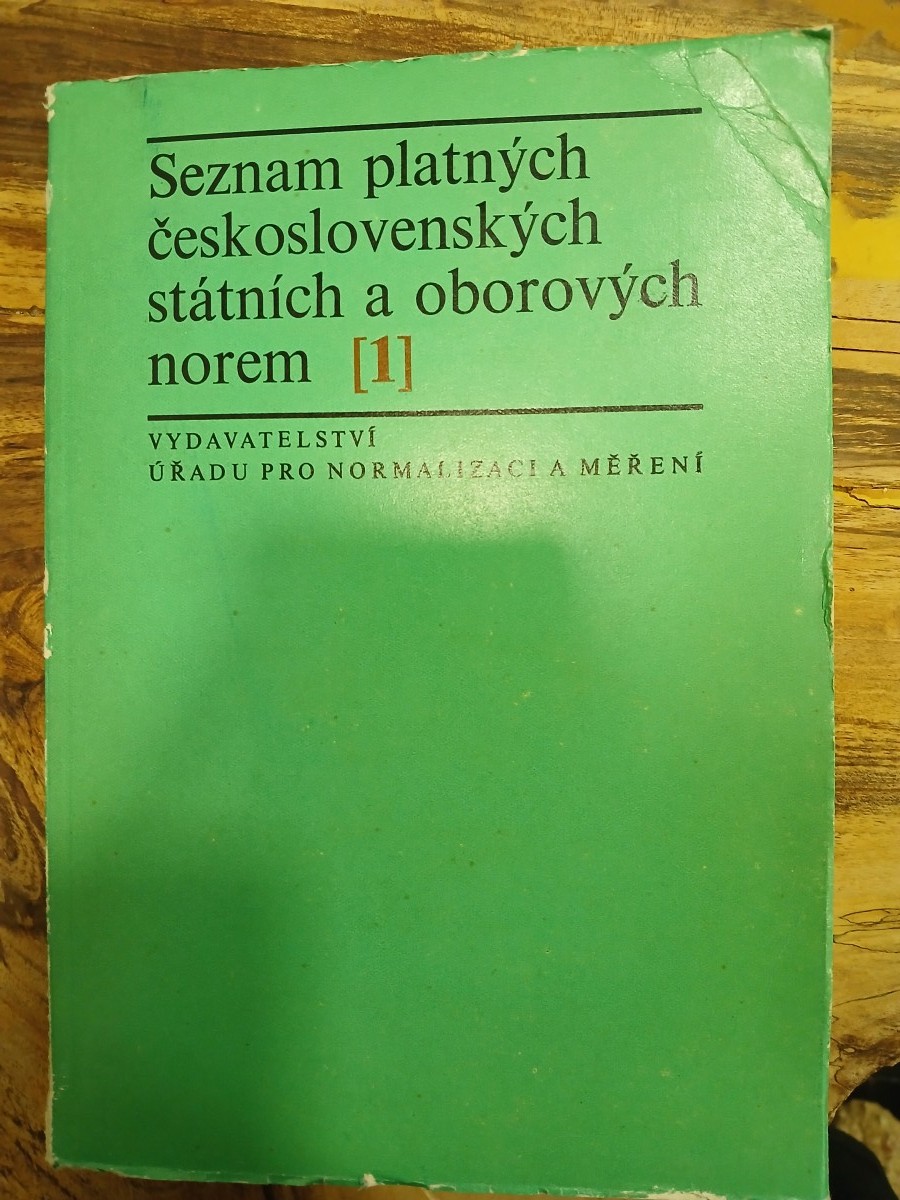 Seznam platných
československých
státních a oborových
norem [1]
VYDAVATELSTVÍ
ÚŘADU PRO NORMALIZACI A MĚŘENÍ